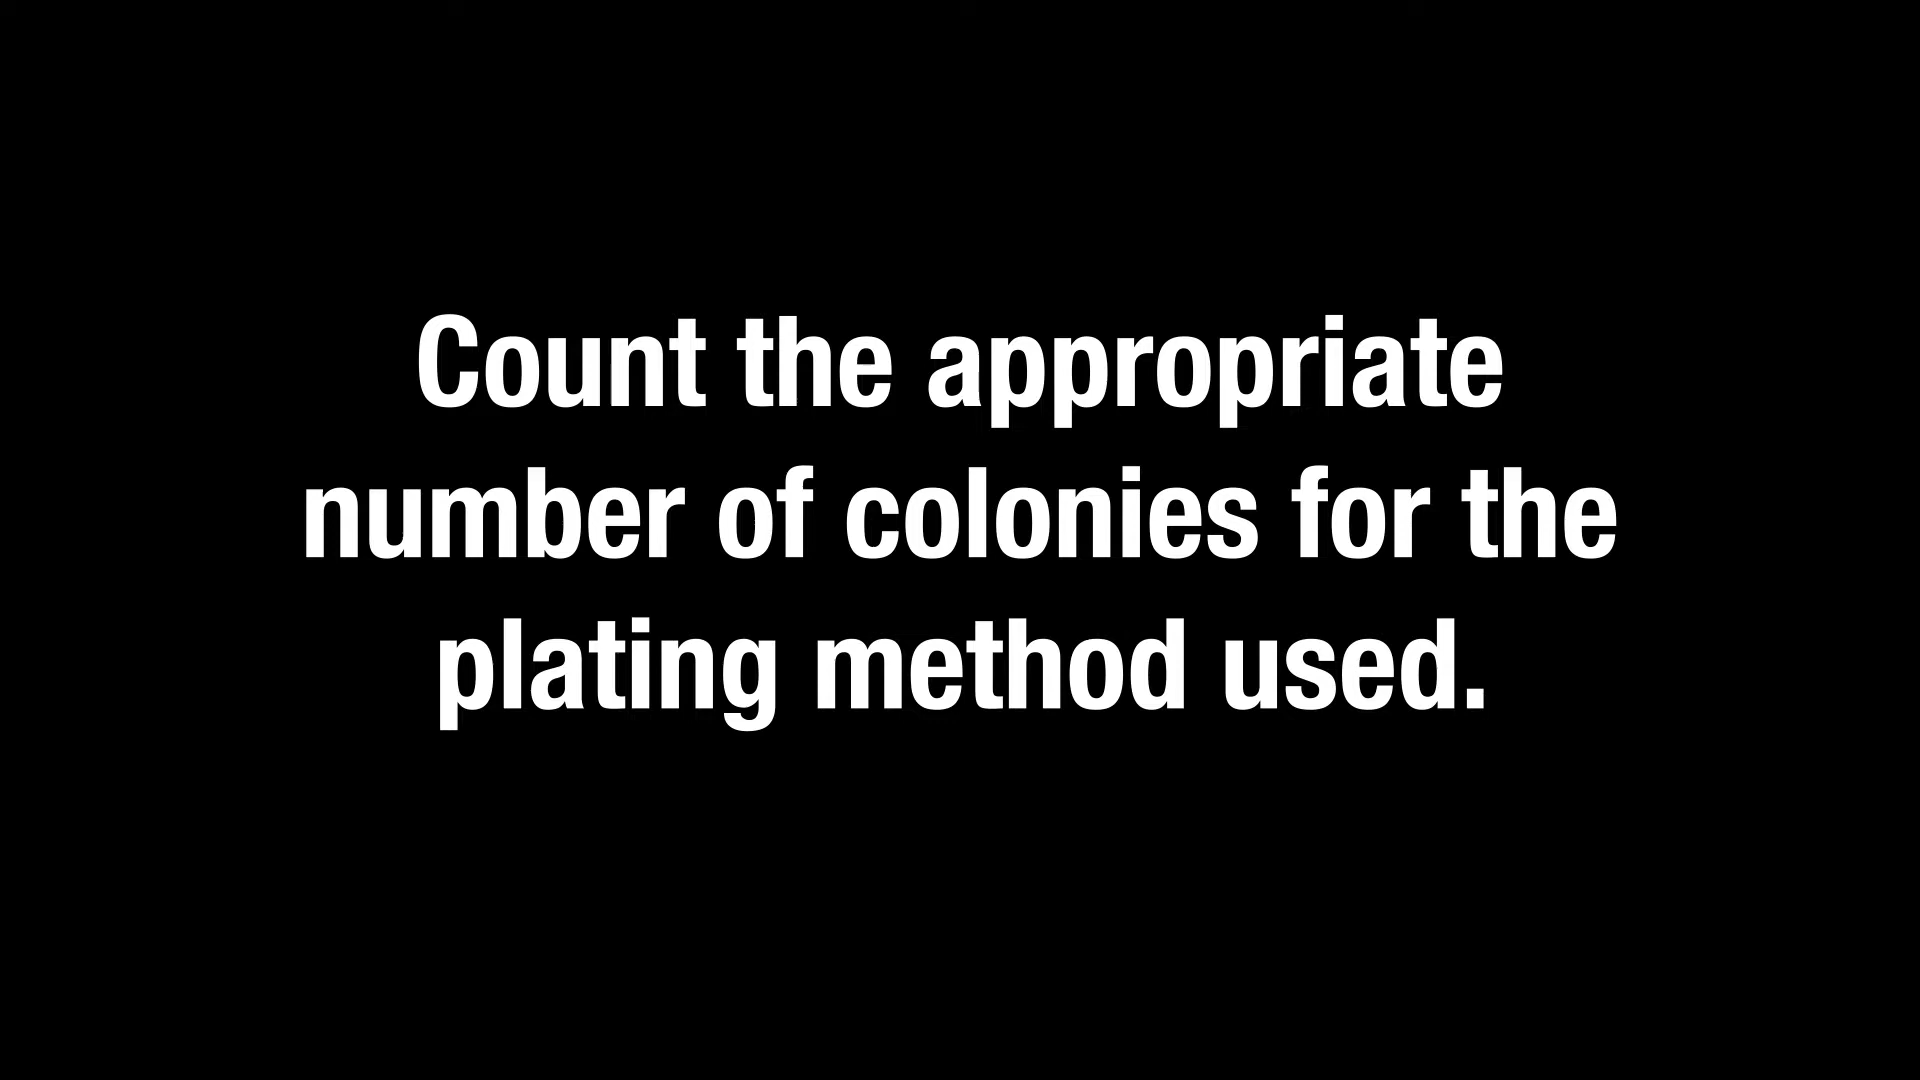 Count the appropriate
number of colonies for the
plating method used.